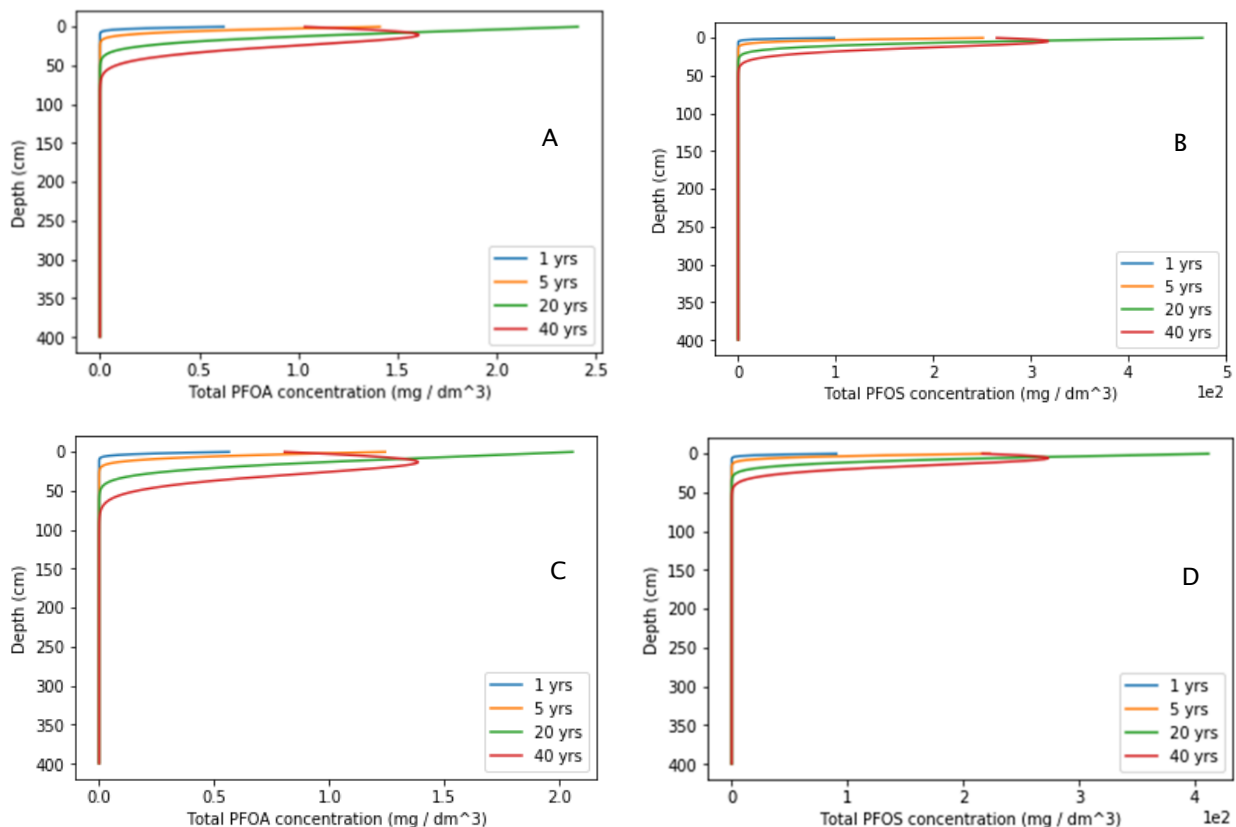 0
50
100
150
200
250
300
350
400
Depth (cm)
A
1 yrs
5 yrs
20 yrs
40 yrs
0.0
0.5
1.0
1.5
2.0
2.5
Total PFOA concentration (mg / dm^3)
0
50
100
150
200
250
300
350
400
Depth (cm)
B
1 yrs
5 yrs
20 yrs
40 yrs
0
1
2
3
4
5
1e2
Total PFOS concentration (mg / dm^3)
0
50
100
150
200
250
300
350
400
Depth (cm)
C
1 yrs
5 yrs
20 yrs
40 yrs
0.0
0.5
1.0
1.5
2.0
Total PFOA concentration (mg / dm^3)
0
50
100
150
200
250
300
350
400
Depth (cm)
D
1 yrs
5 yrs
20 yrs
40 yrs
0
1
2
3
4
1e2
Total PFOS concentration (mg / dm^3)